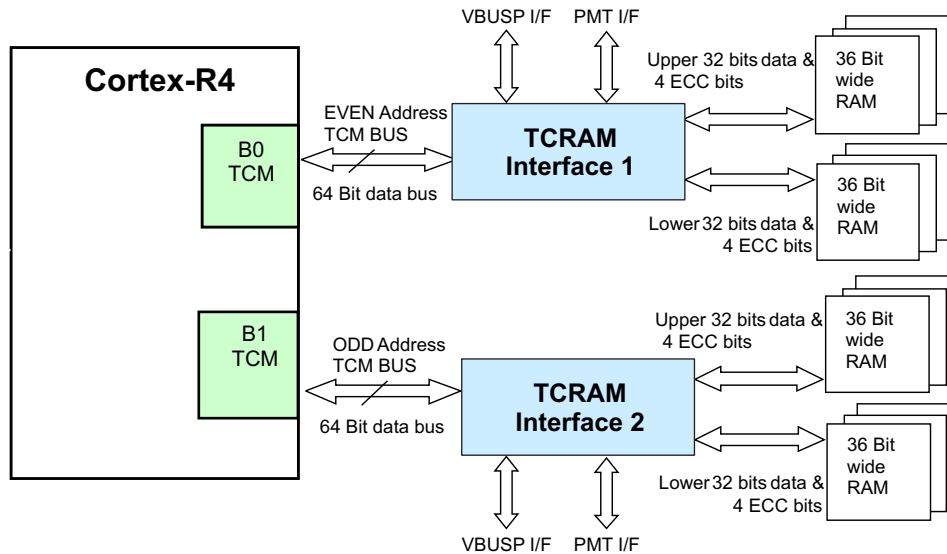 VBUSP I/F
PMT I/F
Cortex-R4
Upper 32 bits data &
4 ECC bits
36 Bit
wide
RAM
EVEN Address
TCM BUS
B0
TCM
64 Bit data bus
TCRAM
Interface 1
Lower 32 bits data &
4 ECC bits
36 Bit
wide
RAM
B1
TCM
ODD Address
TCM BUS
64 Bit data bus
TCRAM
Interface 2
Upper 32 bits data &
4 ECC bits
36 Bit
wide
RAM
Lower 32 bits data &
4 ECC bits
36 Bit
wide
RAM
VBUSP I/F
PMT I/F